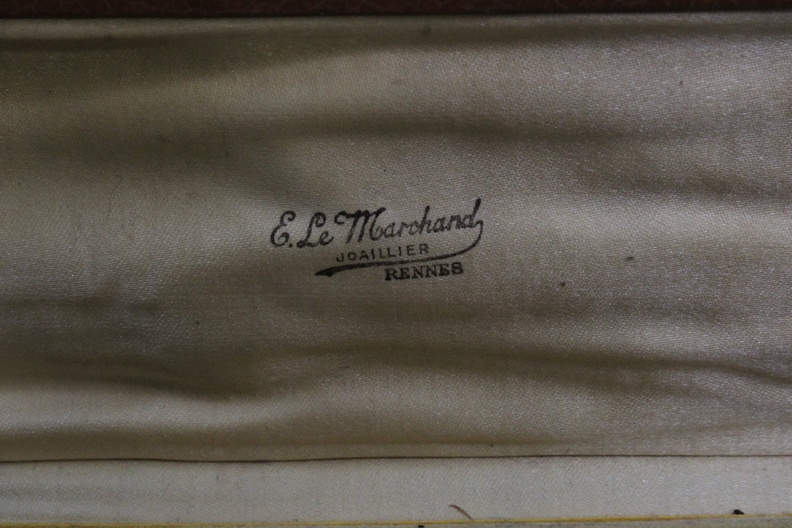 E. Le Marchand
JOAILLIER
RENNES